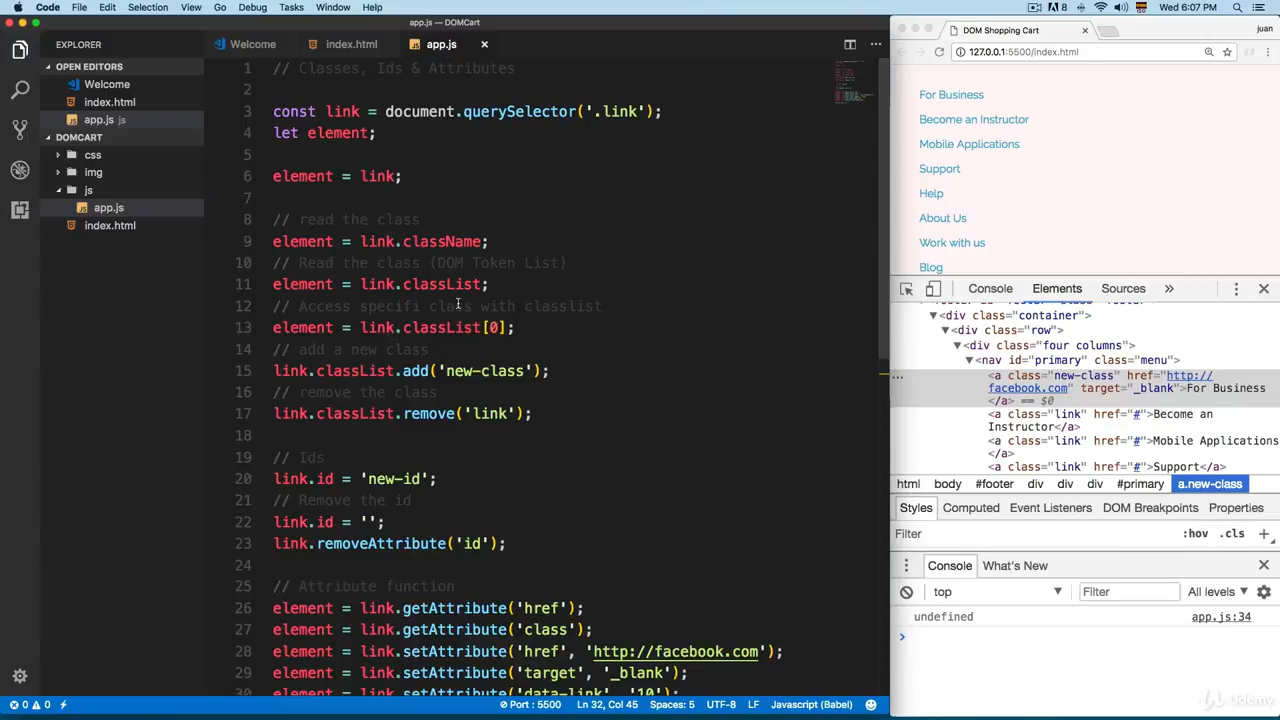 Code File Edit Selection View Go Debug Tasks Window Help
8 Wed 6:07 PM
app.js — DOMCart
EXPLORER
OPEN EDITORS
Welcome
index.html
app.js js
DOMCART
css
img
js
app.js
index.html
Welcome index.html app.js
1 // Classes, Ids & Attributes
2
3 const link = document.querySelector('.link');
4 let element;
5
6 element = link;
7
8 // read the class
9 element = link.className;
10 // Read the class (DOM Token List)
11 element = link.classList;
12 // Access specifi class with classlist
13 element = link.classList[0];
14 // add a new class
15 link.classList.add('new-class');
16 // remove the class
17 link.classList.remove('link');
18
19 // Ids
20 link.id = 'new-id';
21 // Remove the id
22 link.id = '';
23 link.removeAttribute('id');
24
25 // Attribute function
26 element = link.getAttribute('href');
27 element = link.getAttribute('class');
28 element = link.setAttribute('href', 'http://facebook.com');
29 element = link.setAttribute('target', '_blank');
30 element = link.setAttribute('data-link', '10');
0 0 Port : 5500 Ln 32, Col 45 Spaces: 5 UTF-8 LF Javascript (Babel)
DOM Shopping Cart
juan
127.0.0.1:5500/index.html
For Business
Become an Instructor
Mobile Applications
Support
Help
About Us
Work with us
Blog
Console Elements Sources »
<div class="container">
<div class="row">
<div class="four columns">
<nav id="primary" class="menu">
<a class="new-class" href="http://
facebook.com" target="_blank">For Business
</a> == $0
<a class="link" href="#">Become an
Instructor</a>
<a class="link" href="#">Mobile Applications
</a>
<a class="link" href="#">Support</a>
html body #footer div div div #primary a.new-class
Styles Computed Event Listeners DOM Breakpoints Properties
Filter :hov .cls +
Console What's New
top Filter All levels
undefined app.js:34
Udemy